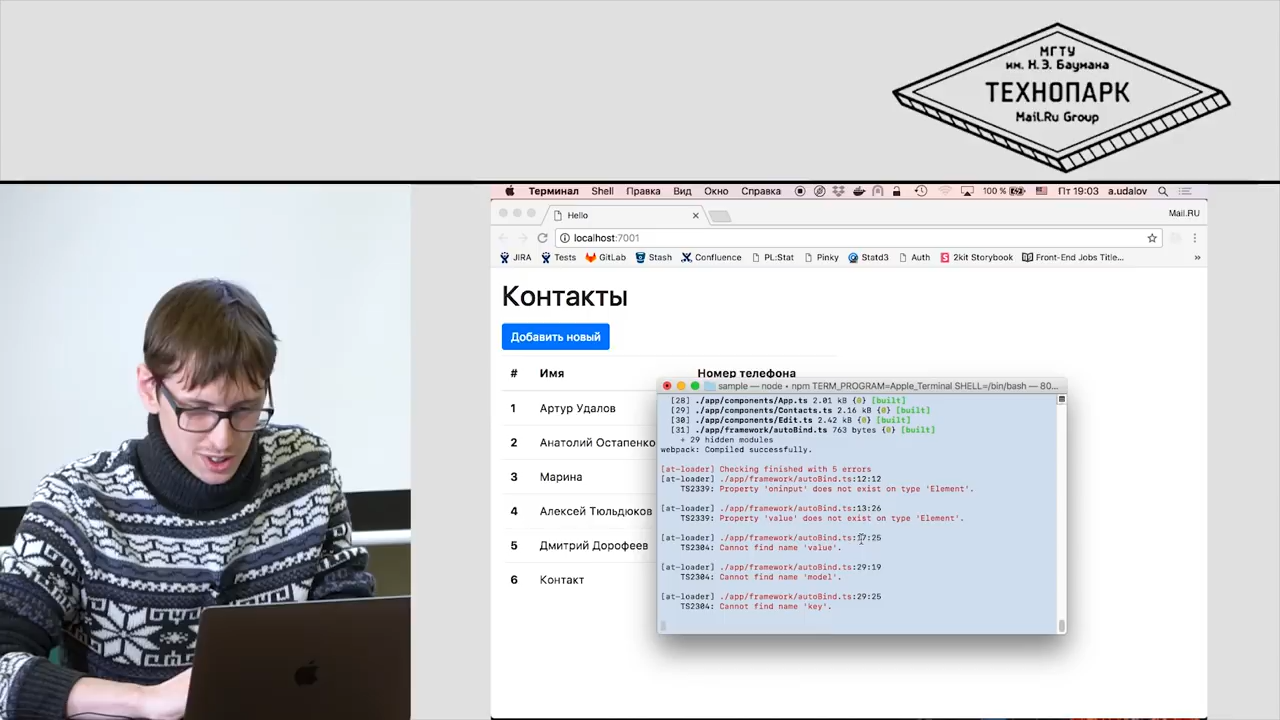 МГТУ
им. Н.Э. Баумана
ТЕХНОПАРК
Mail.Ru Group
Терминал Shell Правка Вид Окно Справка 100 % Пт 19:03 a.udalov
Hello Mail.RU
localhost:7001
JIRA Tests GitLab Stash Confluence PL:Stat Pinky Statd3 Auth 2kit Storybook Front-End Jobs Title... »
Контакты
Добавить новый
# Имя Номер телефона
1 Артур Удалов
2 Анатолий Остапенко
3 Марина
4 Алексей Тюльдюков
5 Дмитрий Дорофеев
6 Контакт
sample — node • npm TERM_PROGRAM=Apple_Terminal SHELL=/bin/bash — 80...
[28] ./app/components/App.ts 2.01 kB {0} [built]
[29] ./app/components/Contacts.ts 2.16 kB {0} [built]
[30] ./app/components/Edit.ts 2.42 kB {0} [built]
[31] ./app/framework/autoBind.ts 763 bytes {0} [built]
+ 29 hidden modules
webpack: Compiled successfully.
[at-loader] Checking finished with 5 errors
[at-loader] ./app/framework/autoBind.ts:12:12
TS2339: Property 'oninput' does not exist on type 'Element'.
[at-loader] ./app/framework/autoBind.ts:13:26
TS2339: Property 'value' does not exist on type 'Element'.
[at-loader] ./app/framework/autoBind.ts:17:25
TS2304: Cannot find name 'value'.
[at-loader] ./app/framework/autoBind.ts:29:19
TS2304: Cannot find name 'model'.
[at-loader] ./app/framework/autoBind.ts:29:25
TS2304: Cannot find name 'key'.